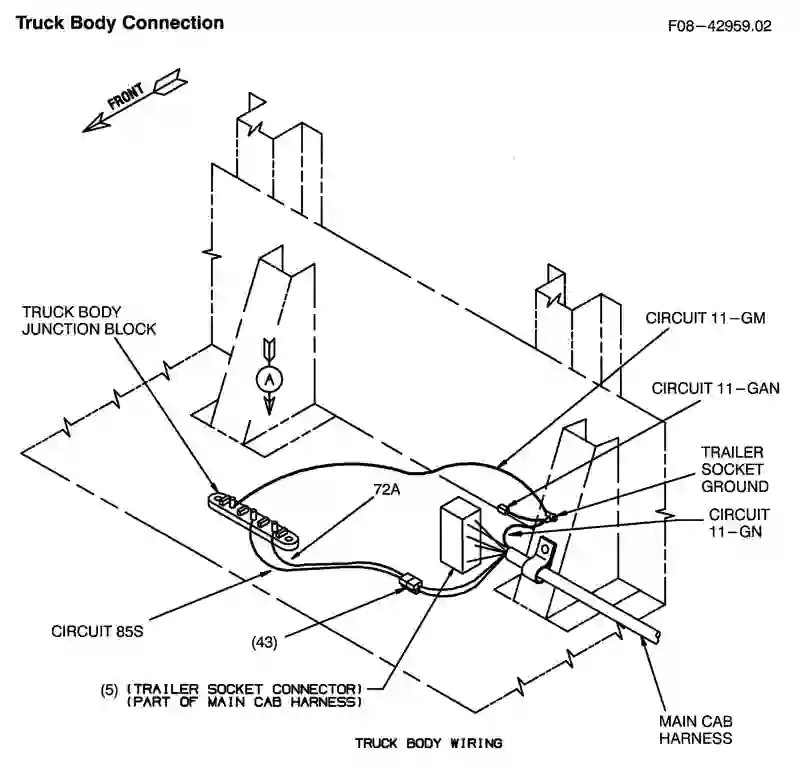 Truck Body Connection
F08-42959.02
FRONT
TRUCK BODY
JUNCTION BLOCK
A
CIRCUIT 11-GM
CIRCUIT 11-GAN
TRAILER
SOCKET
GROUND
72A
CIRCUIT
11-GN
CIRCUIT 85S
(43)
(5) (TRAILER SOCKET CONNECTOR)
(PART OF MAIN CAB HARNESS)
MAIN CAB
HARNESS
TRUCK BODY WIRING